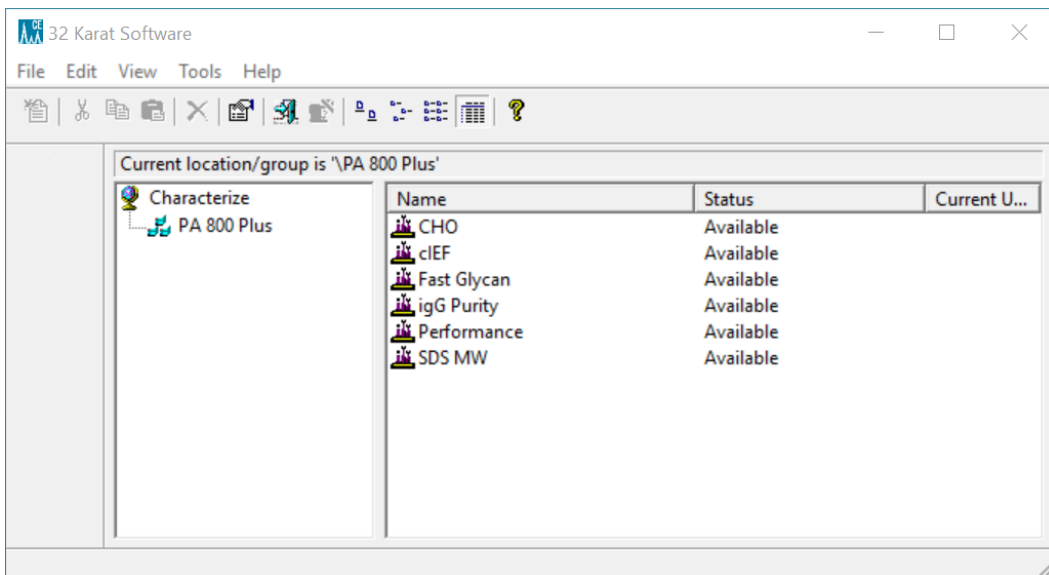 CE
32 Karat Software
File Edit View Tools Help
Current location/group is '\PA 800 Plus'
Characterize
PA 800 Plus
Name Status Current U...
CHO Available
cIEF Available
Fast Glycan Available
igG Purity Available
Performance Available
SDS MW Available